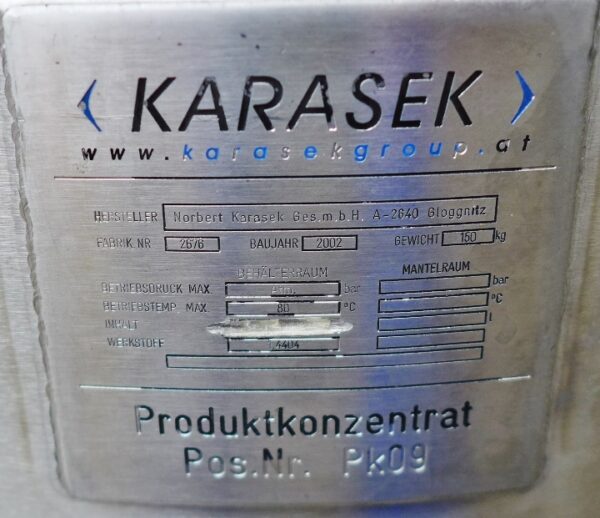 KARASEK
www.karasekgroup.at
HERSTELLER Norbert Karasek Ges.m.b.H. A-2640 Gloggnitz
FABRIK NR 2676 BAUJAHR 2002 GEWICHT 150 kg
BEHÄLTERRAUM MANTELRAUM
BETRIEBSDRUCK MAX. atm. bar bar
BETRIEBSTEMP. MAX. 80 °C °C
INHALT l
WERKSTOFF 1.4404
Produktkonzentrat
Pos.Nr. Pk09